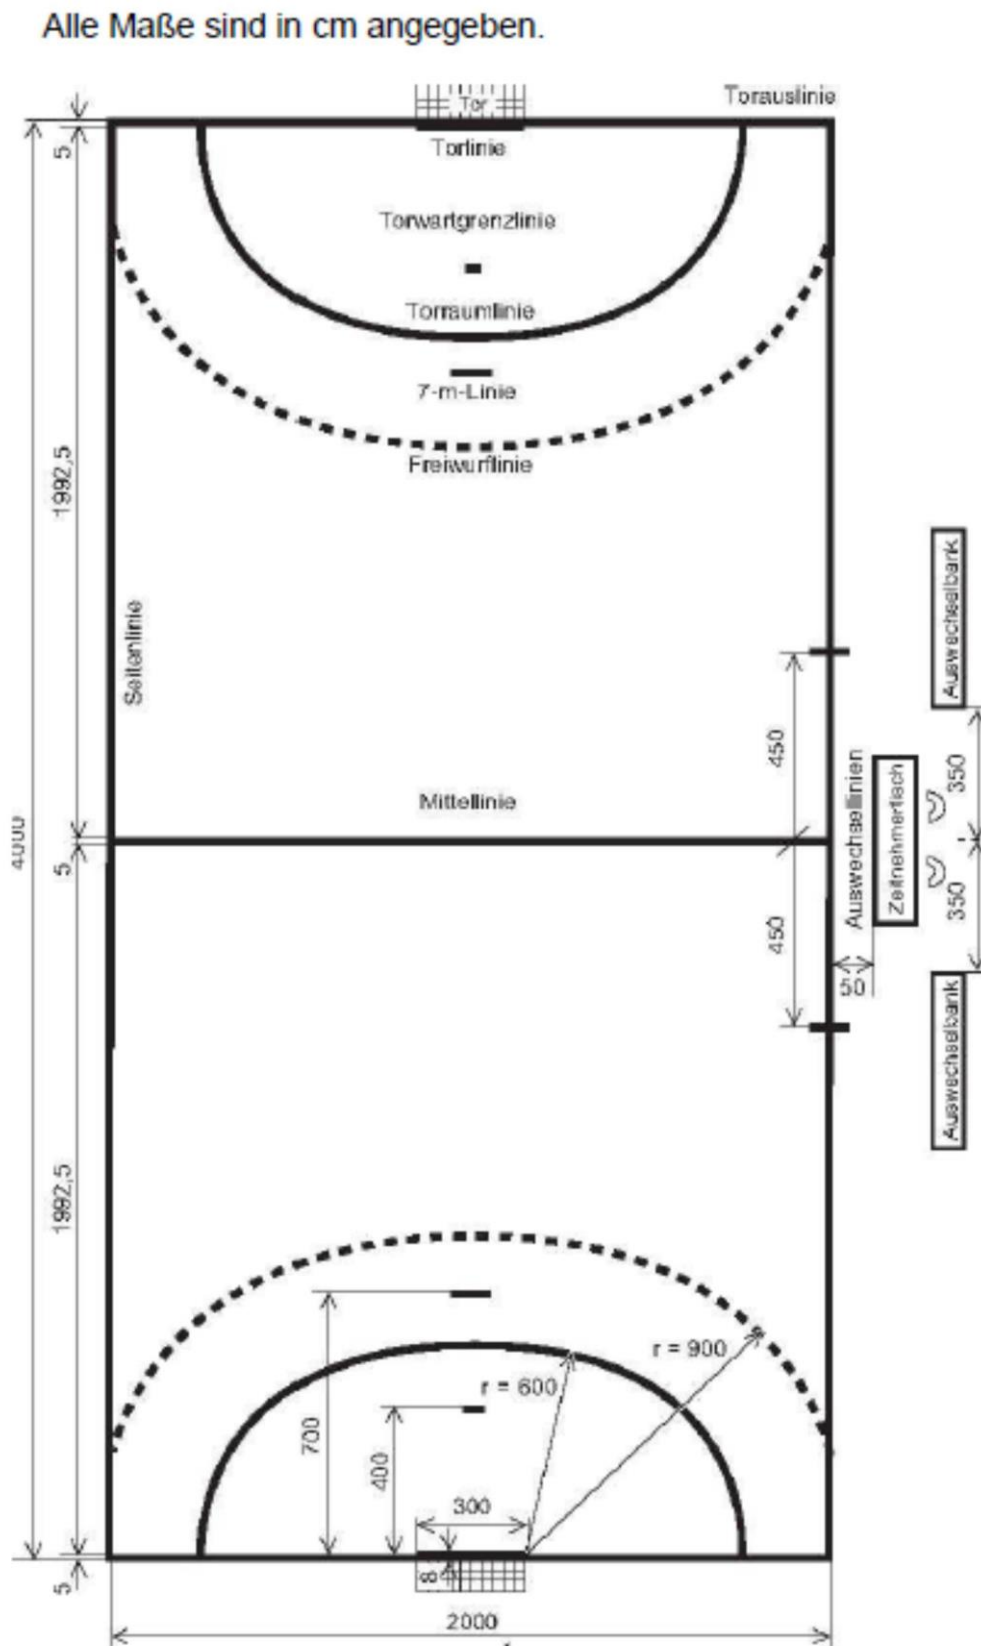 Alle Maße sind in cm angegeben.
Tor
Torauslinie
5
Torlinie
Torwartgrenzlinie
Torraumlinie
7-m-Linie
Freiwurflinie
1992,5
Seitenlinie
Auswechselbank
450
350
Auswechsellinien
Zeitnehmertisch
Mittellinie
4000
5
450
350
50
Auswechselbank
1992,5
r = 900
r = 600
700
400
300
8
5
2000